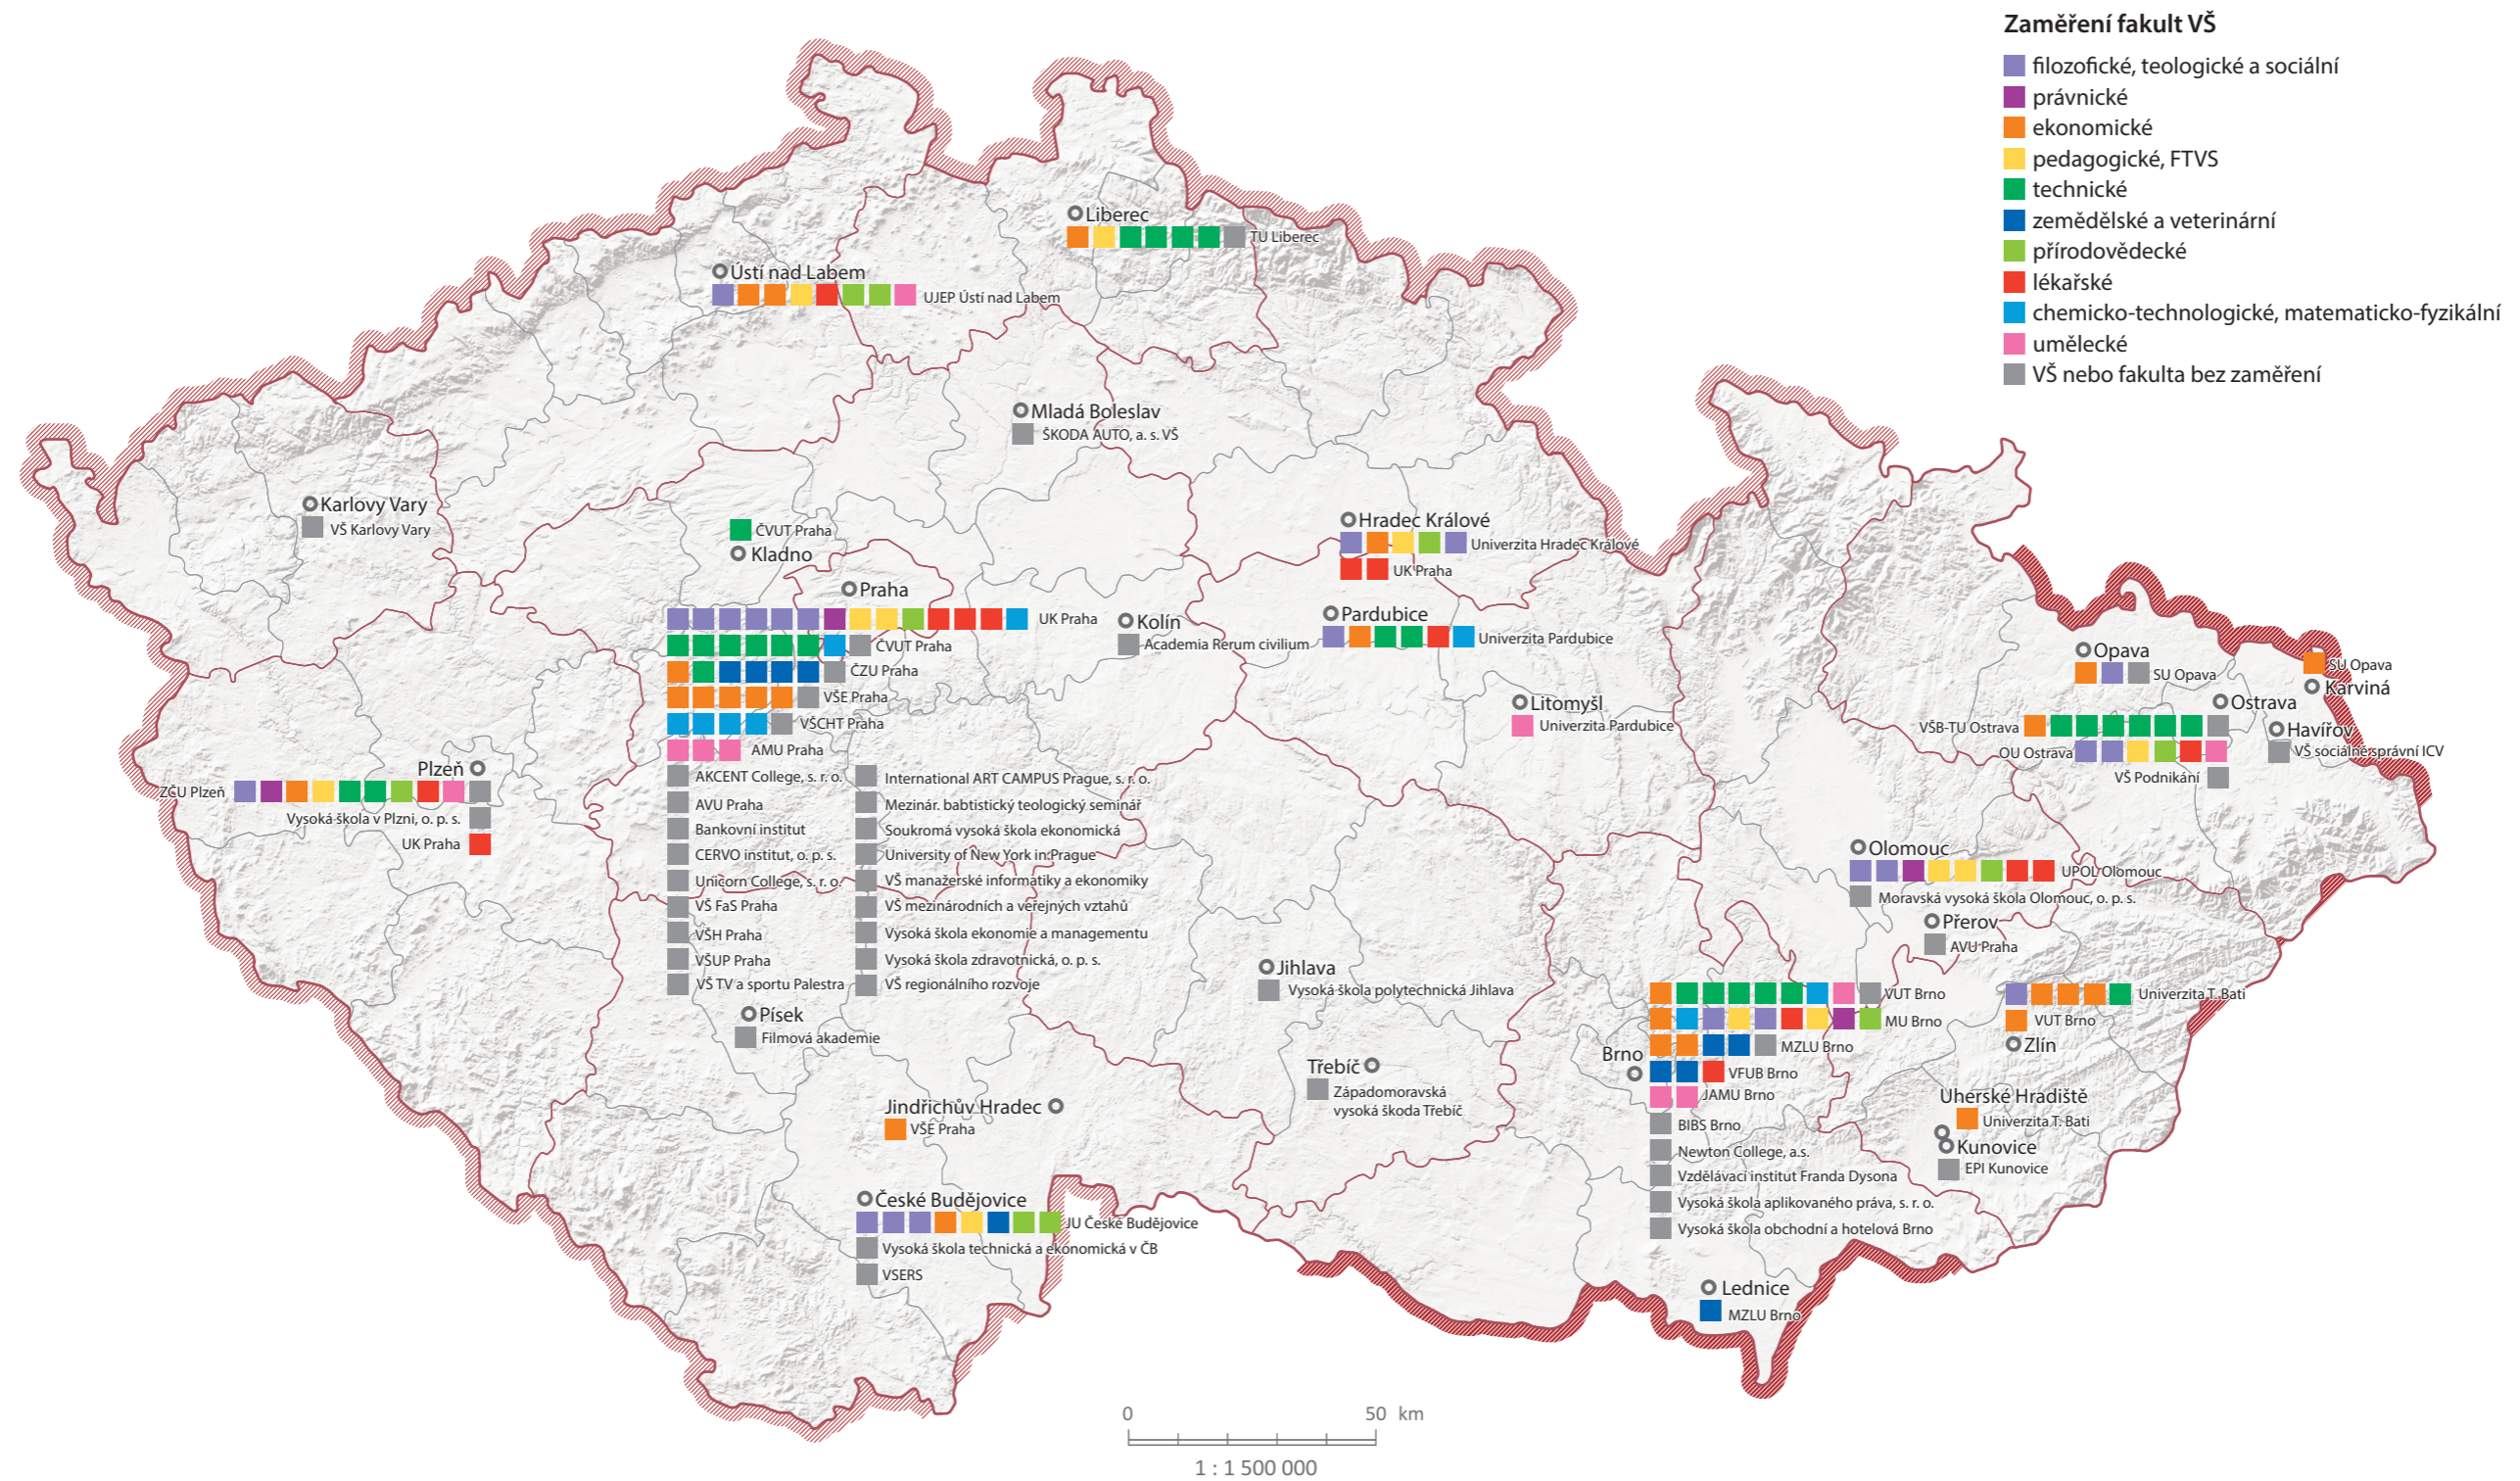 Zaměření fakult VŠ
filozofické, teologické a sociální
právnické
ekonomické
pedagogické, FTVS
technické
zemědělské a veterinární
přírodovědecké
lékařské
chemicko-technologické, matematicko-fyzikální
umělecké
VŠ nebo fakulta bez zaměření
Liberec
TU Liberec
Ústí nad Labem
UJEP Ústí nad Labem
Mladá Boleslav
ŠKODA AUTO, a. s. VŠ
Karlovy Vary
VŠ Karlovy Vary
ČVUT Praha
Kladno
Hradec Králové
Univerzita Hradec Králové
UK Praha
Praha
UK Praha
ČVUT Praha
ČZU Praha
VŠE Praha
VŠCHT Praha
AMU Praha
AKCENT College, s. r. o.
AVU Praha
Bankovní institut
CERVO institut, o. p. s.
Unicorn College, s. r. o.
VŠ FaS Praha
VŠH Praha
VŠUP Praha
VŠ TV a sportu Palestra
International ART CAMPUS Prague, s. r. o.
Mezinár. babtistický teologický seminář
Soukromá vysoká škola ekonomická
University of New York in Prague
VŠ manažerské informatiky a ekonomiky
VŠ mezinárodních a veřejných vztahů
Vysoká škola ekonomie a managementu
Vysoká škola zdravotnická, o. p. s.
VŠ regionálního rozvoje
Kolín
Academia Rerum civilium
Pardubice
Univerzita Pardubice
Litomyšl
Univerzita Pardubice
Opava
SU Opava
SU Opava
Karviná
Ostrava
VŠB-TU Ostrava
OU Ostrava
VŠ Podnikání
Havířov
VŠ sociálně správní ICV
Plzeň
ZČU Plzeň
Vysoká škola v Plzni, o. p. s.
UK Praha
Olomouc
UPOL Olomouc
Moravská vysoká škola Olomouc, o. p. s.
Přerov
AVU Praha
Jihlava
Vysoká škola polytechnická Jihlava
Písek
Filmová akademie
Třebíč
Západomoravská
vysoká škoda Třebíč
Jindřichův Hradec
VŠE Praha
České Budějovice
JU České Budějovice
Vysoká škola technická a ekonomická v ČB
VSERS
Brno
VUT Brno
MU Brno
MZLU Brno
VFUB Brno
JAMU Brno
BIBS Brno
Newton College, a.s.
Vzdělávací institut Franda Dysona
Vysoká škola aplikovaného práva, s. r. o.
Vysoká škola obchodní a hotelová Brno
Univerzita T. Bati
VUT Brno
Zlín
Uherské Hradiště
Univerzita T. Bati
Kunovice
EPI Kunovice
Lednice
MZLU Brno
0 50 km
1 : 1 500 000